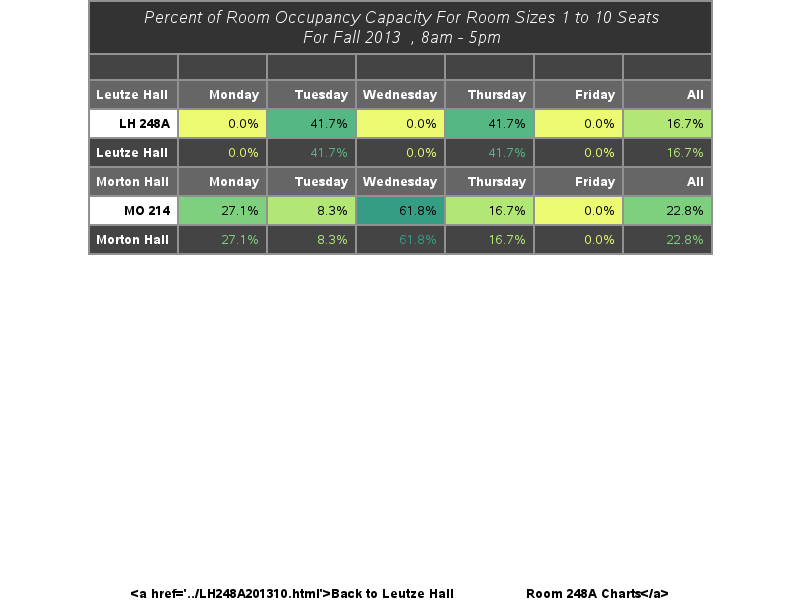 Percent of Room Occupancy Capacity For Room Sizes 1 to 10 Seats
For Fall 2013 , 8am - 5pm
Leutze Hall Monday Tuesday Wednesday Thursday Friday All
LH 248A 0.0% 41.7% 0.0% 41.7% 0.0% 16.7%
Leutze Hall 0.0% 41.7% 0.0% 41.7% 0.0% 16.7%
Morton Hall Monday Tuesday Wednesday Thursday Friday All
MO 214 27.1% 8.3% 61.8% 16.7% 0.0% 22.8%
Morton Hall 27.1% 8.3% 61.8% 16.7% 0.0% 22.8%
<a href='../LH248A201310.html'>Back to Leutze Hall Room 248A Charts</a>